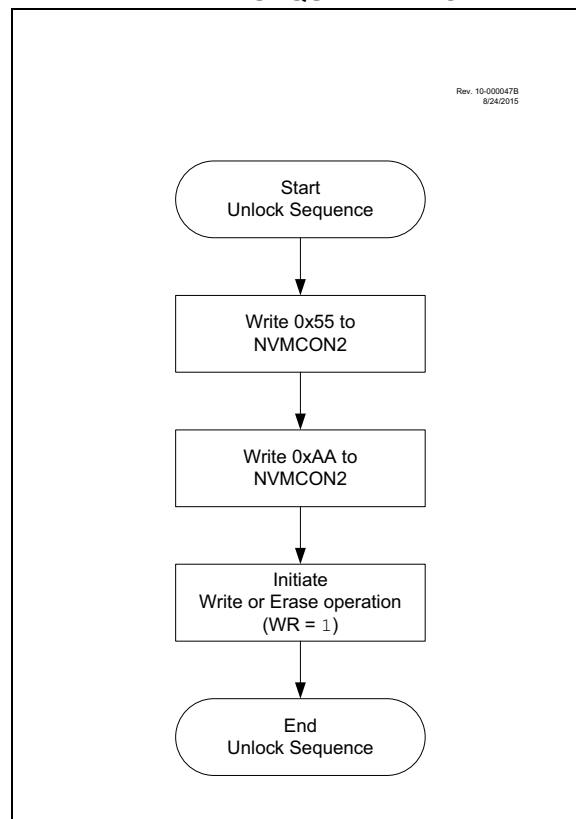 Rev. 10-000047B
8/24/2015
Start
Unlock Sequence
Write 0x55 to
NVMCON2
Write 0xAA to
NVMCON2
Initiate
Write or Erase operation
(WR = 1)
End
Unlock Sequence